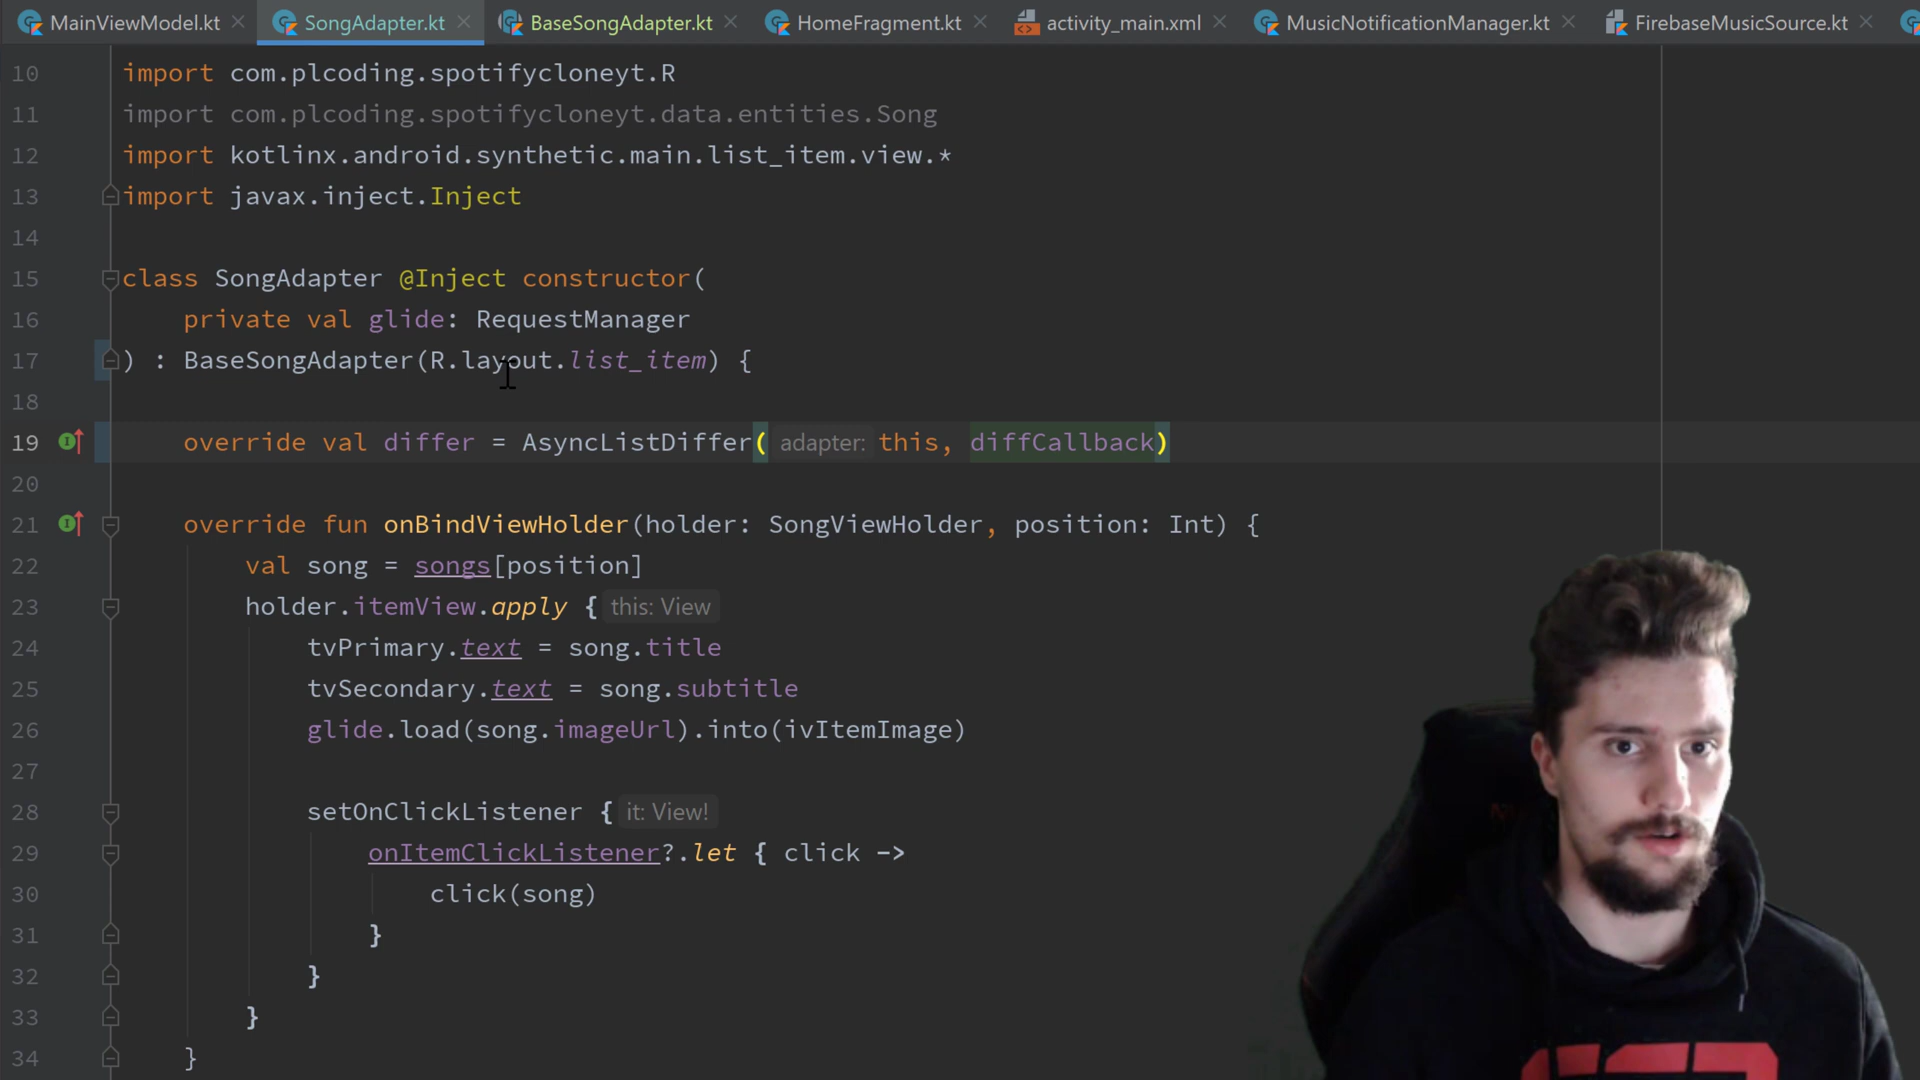 MainViewModel.kt SongAdapter.kt BaseSongAdapter.kt HomeFragment.kt activity_main.xml MusicNotificationManager.kt FirebaseMusicSource.kt
10 import com.plcoding.spotifycloneyt.R
11 import com.plcoding.spotifycloneyt.data.entities.Song
12 import kotlinx.android.synthetic.main.list_item.view.*
13 import javax.inject.Inject
14
15 class SongAdapter @Inject constructor(
16 private val glide: RequestManager
17 ) : BaseSongAdapter(R.layout.list_item) {
18
19 override val differ = AsyncListDiffer( adapter: this, diffCallback)
20
21 override fun onBindViewHolder(holder: SongViewHolder, position: Int) {
22 val song = songs[position]
23 holder.itemView.apply { this: View
24 tvPrimary.text = song.title
25 tvSecondary.text = song.subtitle
26 glide.load(song.imageUrl).into(ivItemImage)
27
28 setOnClickListener { it: View!
29 onItemClickListener?.let { click ->
30 click(song)
31 }
32 }
33 }
34 }